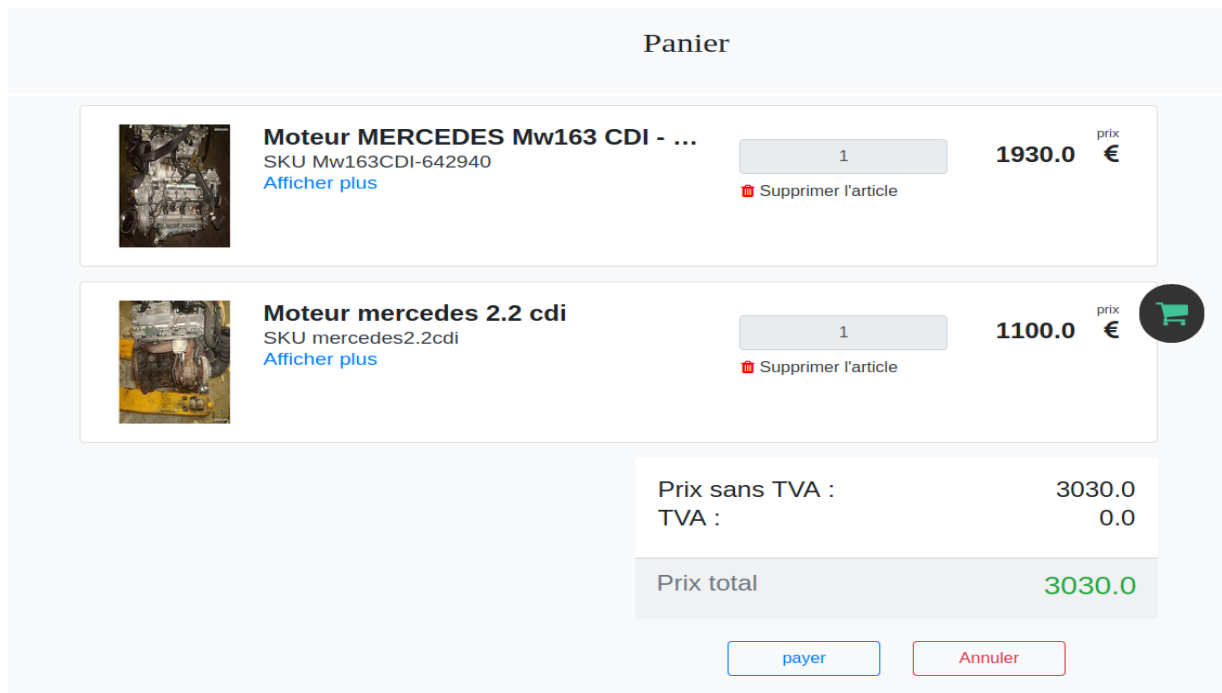 Panier
Moteur MERCEDES Mw163 CDI - ...
SKU Mw163CDI-642940
Afficher plus
1
Supprimer l'article
1930.0
prix
€
Moteur mercedes 2.2 cdi
SKU mercedes2.2cdi
Afficher plus
1
Supprimer l'article
1100.0
prix
€
Prix sans TVA : 3030.0
TVA : 0.0
Prix total 3030.0
payer Annuler